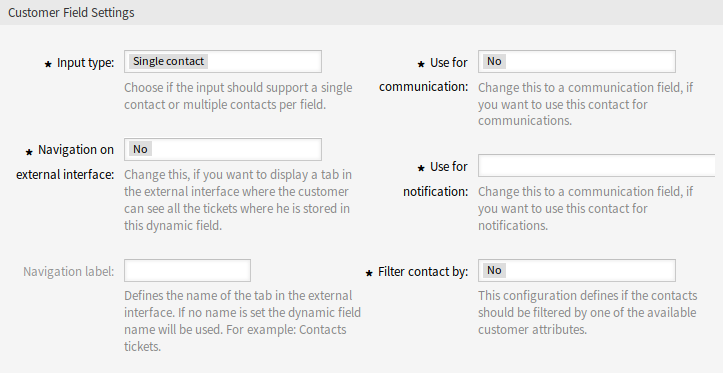 Customer Field Settings
★ Input type: Single contact
Choose if the input should support a single
contact or multiple contacts per field.
★ Navigation on
external interface:
No
Change this, if you want to display a tab in
the external interface where the customer
can see all the tickets where he is stored in
this dynamic field.
Navigation label:
Defines the name of the tab in the external
interface. If no name is set the dynamic field
name will be used. For example: Contacts
tickets.
★ Use for
communication:
No
Change this to a communication field, if
you want to use this contact for
communications.
★ Use for
notification:
Change this to a communication field, if
you want to use this contact for
notifications.
★ Filter contact by: No
This configuration defines if the contacts
should be filtered by one of the available
customer attributes.